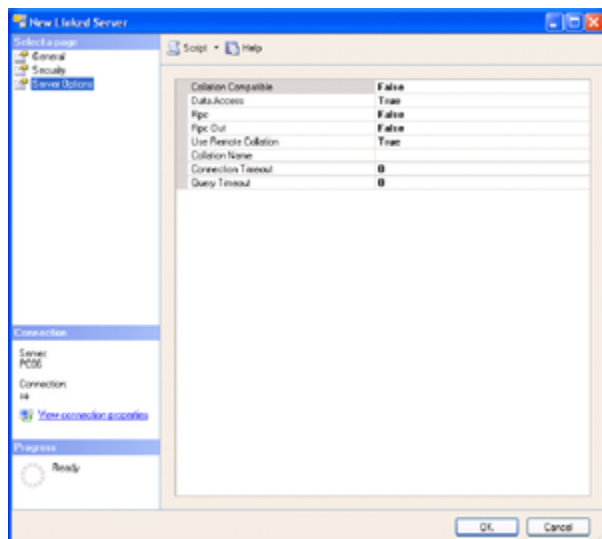 New Linked Server
Select a page
General
Security
Server Options
Script Help
Collation Compatible False
Data Access True
Rpc False
Rpc Out False
Use Remote Collation True
Collation Name
Connection Timeout 0
Query Timeout 0
Connection
Server:
PC06
Connection:
sa
View connection properties
Progress
Ready
OK Cancel